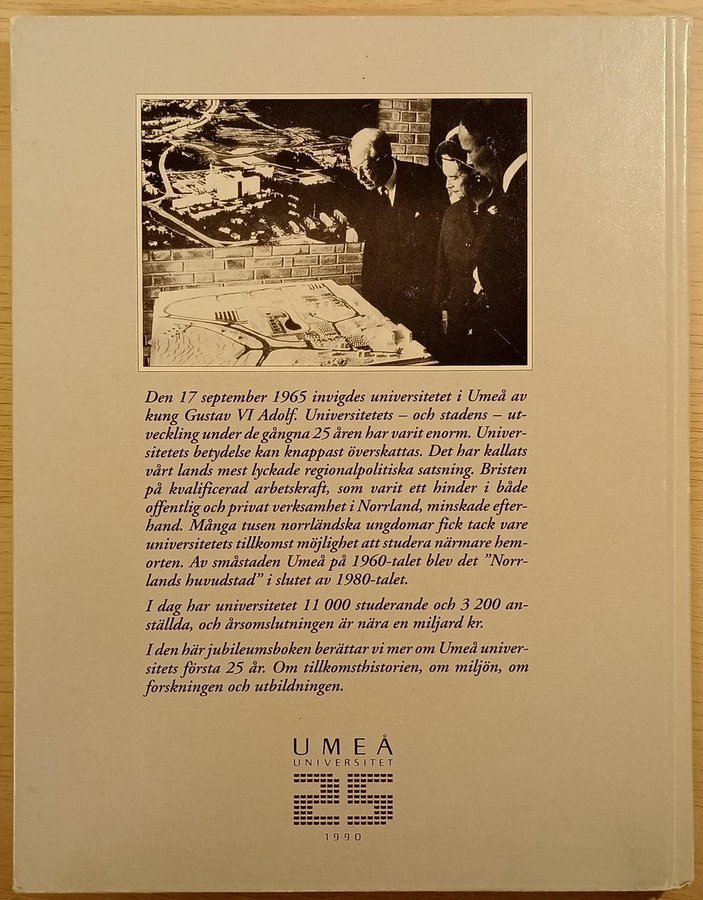 Den 17 september 1965 invigdes universitetet i Umeå av
kung Gustav VI Adolf. Universitetets – och stadens – ut-
veckling under de gångna 25 åren har varit enorm. Univer-
sitetets betydelse kan knappast överskattas. Det har kallats
vårt lands mest lyckade regionalpolitiska satsning. Bristen
på kvalificerad arbetskraft, som varit ett hinder i både
offentlig och privat verksamhet i Norrland, minskade efter-
hand. Många tusen norrländska ungdomar fick tack vare
universitetets tillkomst möjlighet att studera närmare hem-
orten. Av småstaden Umeå på 1960-talet blev det ”Norr-
lands huvudstad” i slutet av 1980-talet.
I dag har universitetet 11 000 studerande och 3 200 an-
ställda, och årsomslutningen är nära en miljard kr.
I den här jubileumsboken berättar vi mer om Umeå univer-
sitets första 25 år. Om tillkomsthistorien, om miljön, om
forskningen och utbildningen.
UMEÅ
UNIVERSITET
25
1990